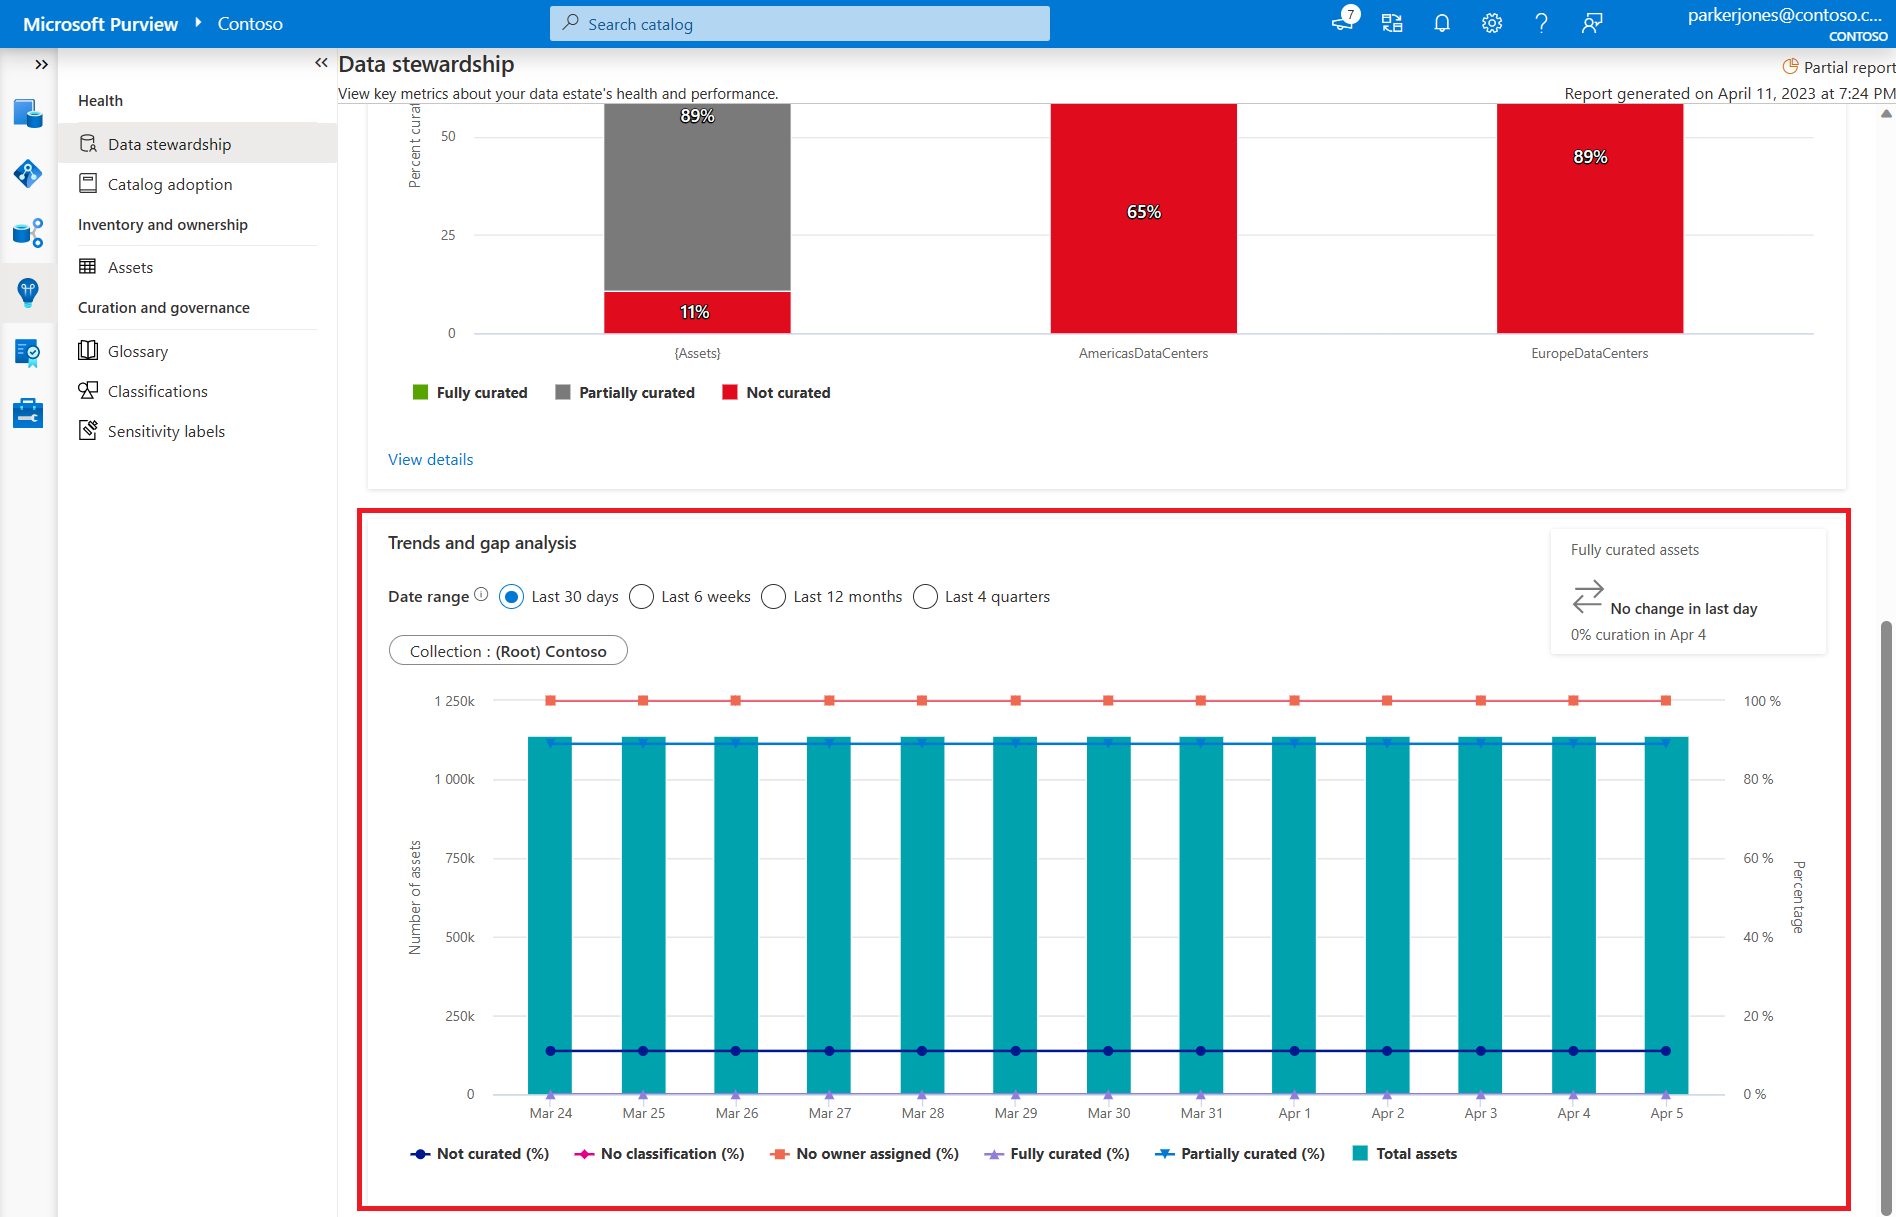 Microsoft Purview Contoso
Search catalog
7
parkerjones@contoso.c...
CONTOSO
Data stewardship
Partial report
View key metrics about your data estate's health and performance.
Report generated on April 11, 2023 at 7:24 PM
Health
Data stewardship
Catalog adoption
Inventory and ownership
Assets
Curation and governance
Glossary
Classifications
Sensitivity labels
50
25
0
89%
11%
65%
89%
{Assets}
AmericasDataCenters
EuropeDataCenters
Fully curated Partially curated Not curated
View details
Trends and gap analysis
Date range Last 30 days Last 6 weeks Last 12 months Last 4 quarters
Collection : (Root) Contoso
Fully curated assets
No change in last day
0% curation in Apr 4
Number of assets
1 250k
1 000k
750k
500k
250k
0
100 %
80 %
60 %
40 %
20 %
0 %
Percentage
Mar 24 Mar 25 Mar 26 Mar 27 Mar 28 Mar 29 Mar 30 Mar 31 Apr 1 Apr 2 Apr 3 Apr 4 Apr 5
Not curated (%) No classification (%) No owner assigned (%) Fully curated (%) Partially curated (%) Total assets